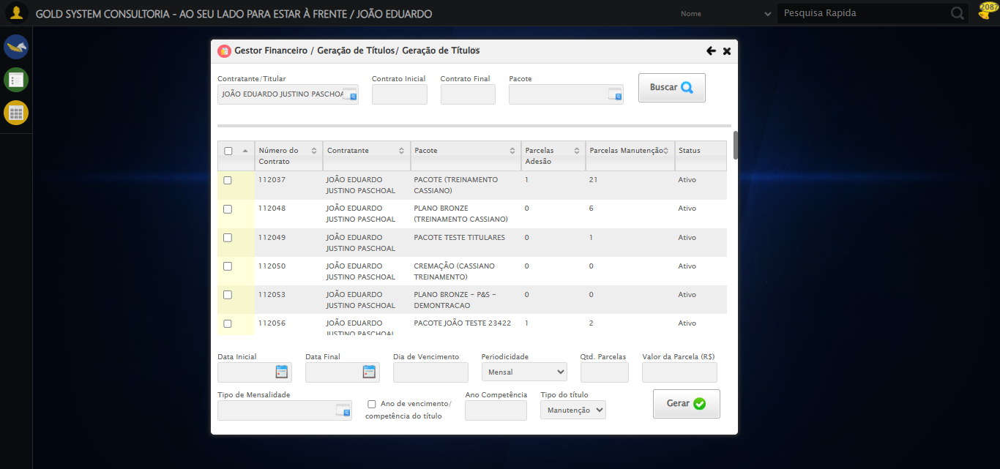 GOLD SYSTEM CONSULTORIA - AO SEU LADO PARA ESTAR À FRENTE / JOÃO EDUARDO
Nome
Pesquisa Rapida
2087
Gestor Financeiro / Geração de Títulos/ Geração de Títulos
Contratante/Titular
Contrato Inicial
Contrato Final
Pacote
JOÃO EDUARDO JUSTINO PASCHOA
Buscar
Número do Contrato
Contratante
Pacote
Parcelas Adesão
Parcelas Manutenção
Status
112037 JOÃO EDUARDO PACOTE (TREINAMENTO 1 21 Ativo
JUSTINO PASCHOAL CASSIANO)
112048 JOÃO EDUARDO PLANO BRONZE 0 6 Ativo
JUSTINO PASCHOAL (TREINAMENTO CASSIANO)
112049 JOÃO EDUARDO PACOTE TESTE TITULARES 0 1 Ativo
JUSTINO PASCHOAL
112050 JOÃO EDUARDO CREMAÇÃO (CASSIANO 0 0 Ativo
JUSTINO PASCHOAL TREINAMENTO)
112053 JOÃO EDUARDO PLANO BRONZE - P&S - 0 0 Ativo
JUSTINO PASCHOAL DEMONTRACAO
112056 JOÃO EDUARDO PACOTE JOÃO TESTE 23422 1 2 Ativo
JUSTINO PASCHOAL
Data Inicial
Data Final
Dia de Vencimento
Periodicidade
Qtd. Parcelas
Valor da Parcela (R$)
Mensal
Tipo de Mensalidade
Ano de vencimento/
competência do título
Ano Competência
Tipo do título
Manutenção
Gerar